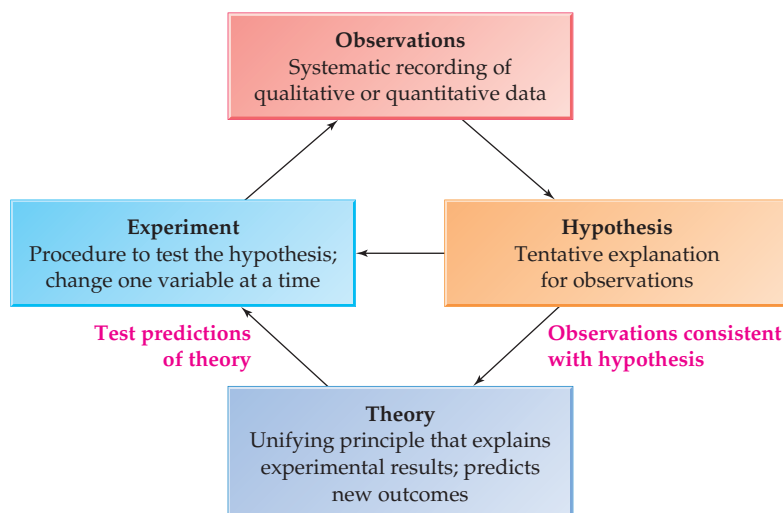 Observations
Systematic recording of
qualitative or quantitative data
Experiment
Procedure to test the hypothesis;
change one variable at a time
Hypothesis
Tentative explanation
for observations
Test predictions
of theory
Observations consistent
with hypothesis
Theory
Unifying principle that explains
experimental results; predicts
new outcomes